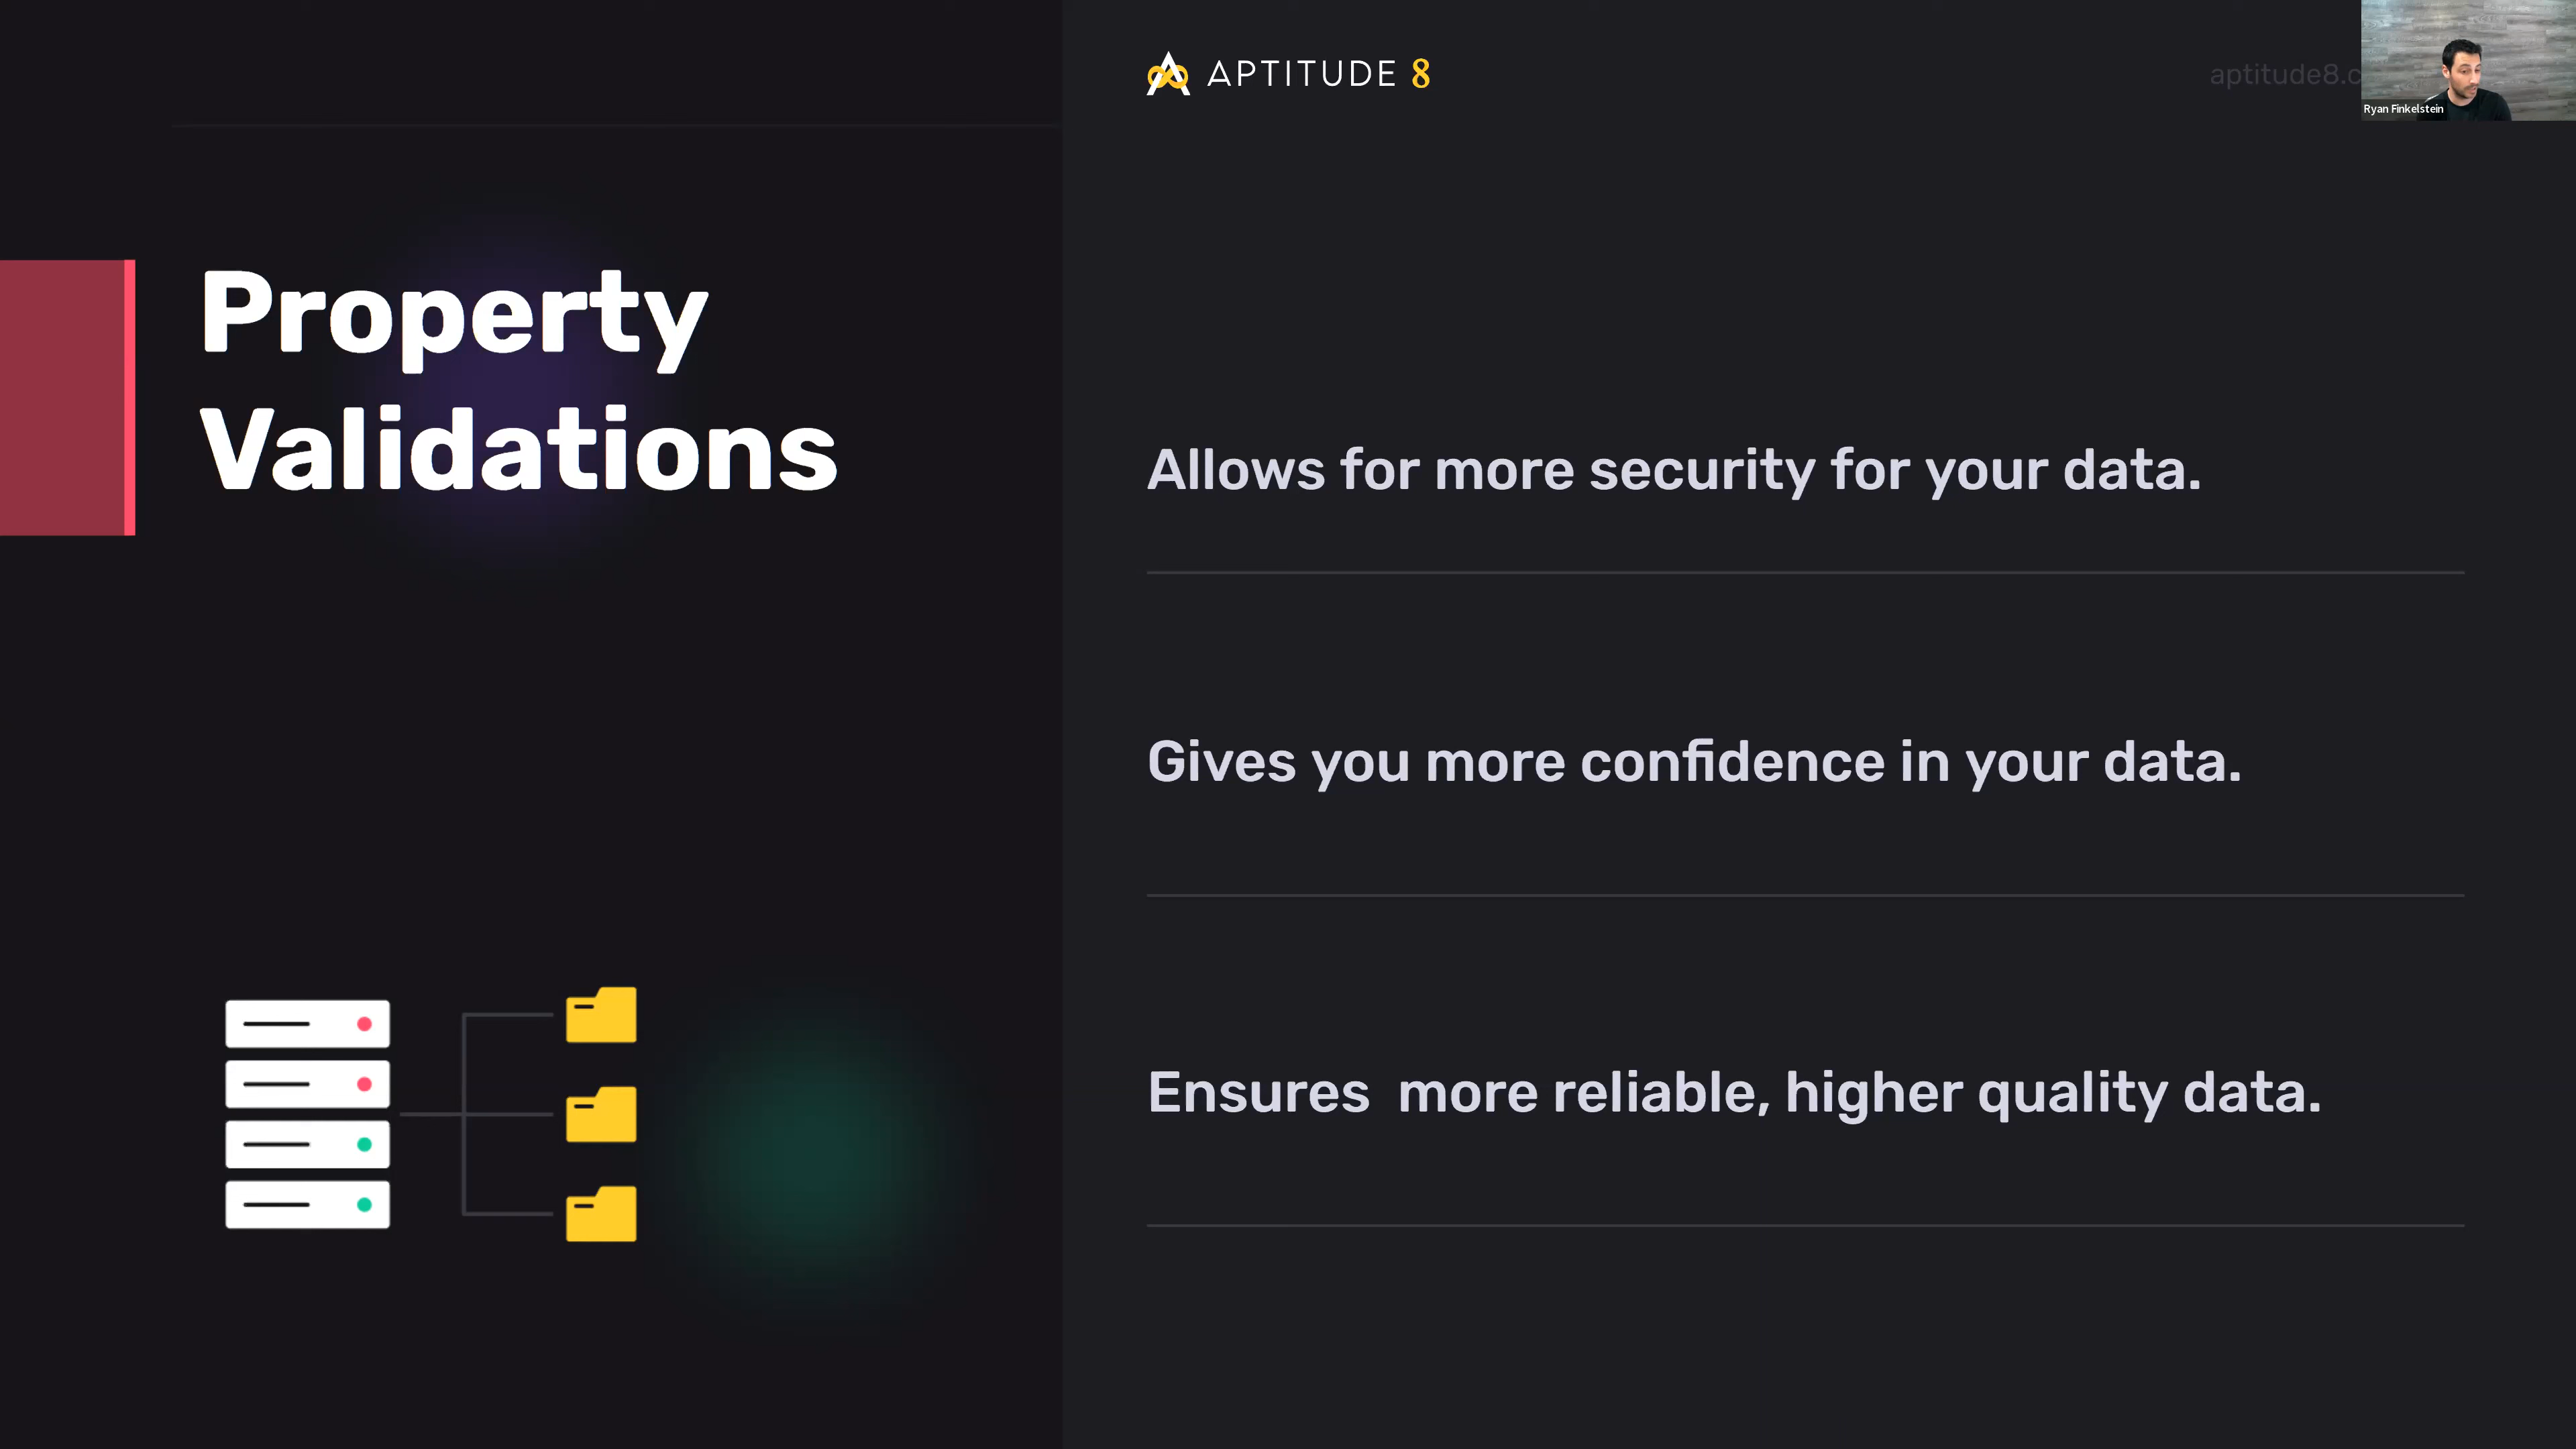 APTITUDE 8
aptitude8.c
Ryan Finkelstein
Property
Validations
Allows for more security for your data.
Gives you more confidence in your data.
Ensures  more reliable, higher quality data.